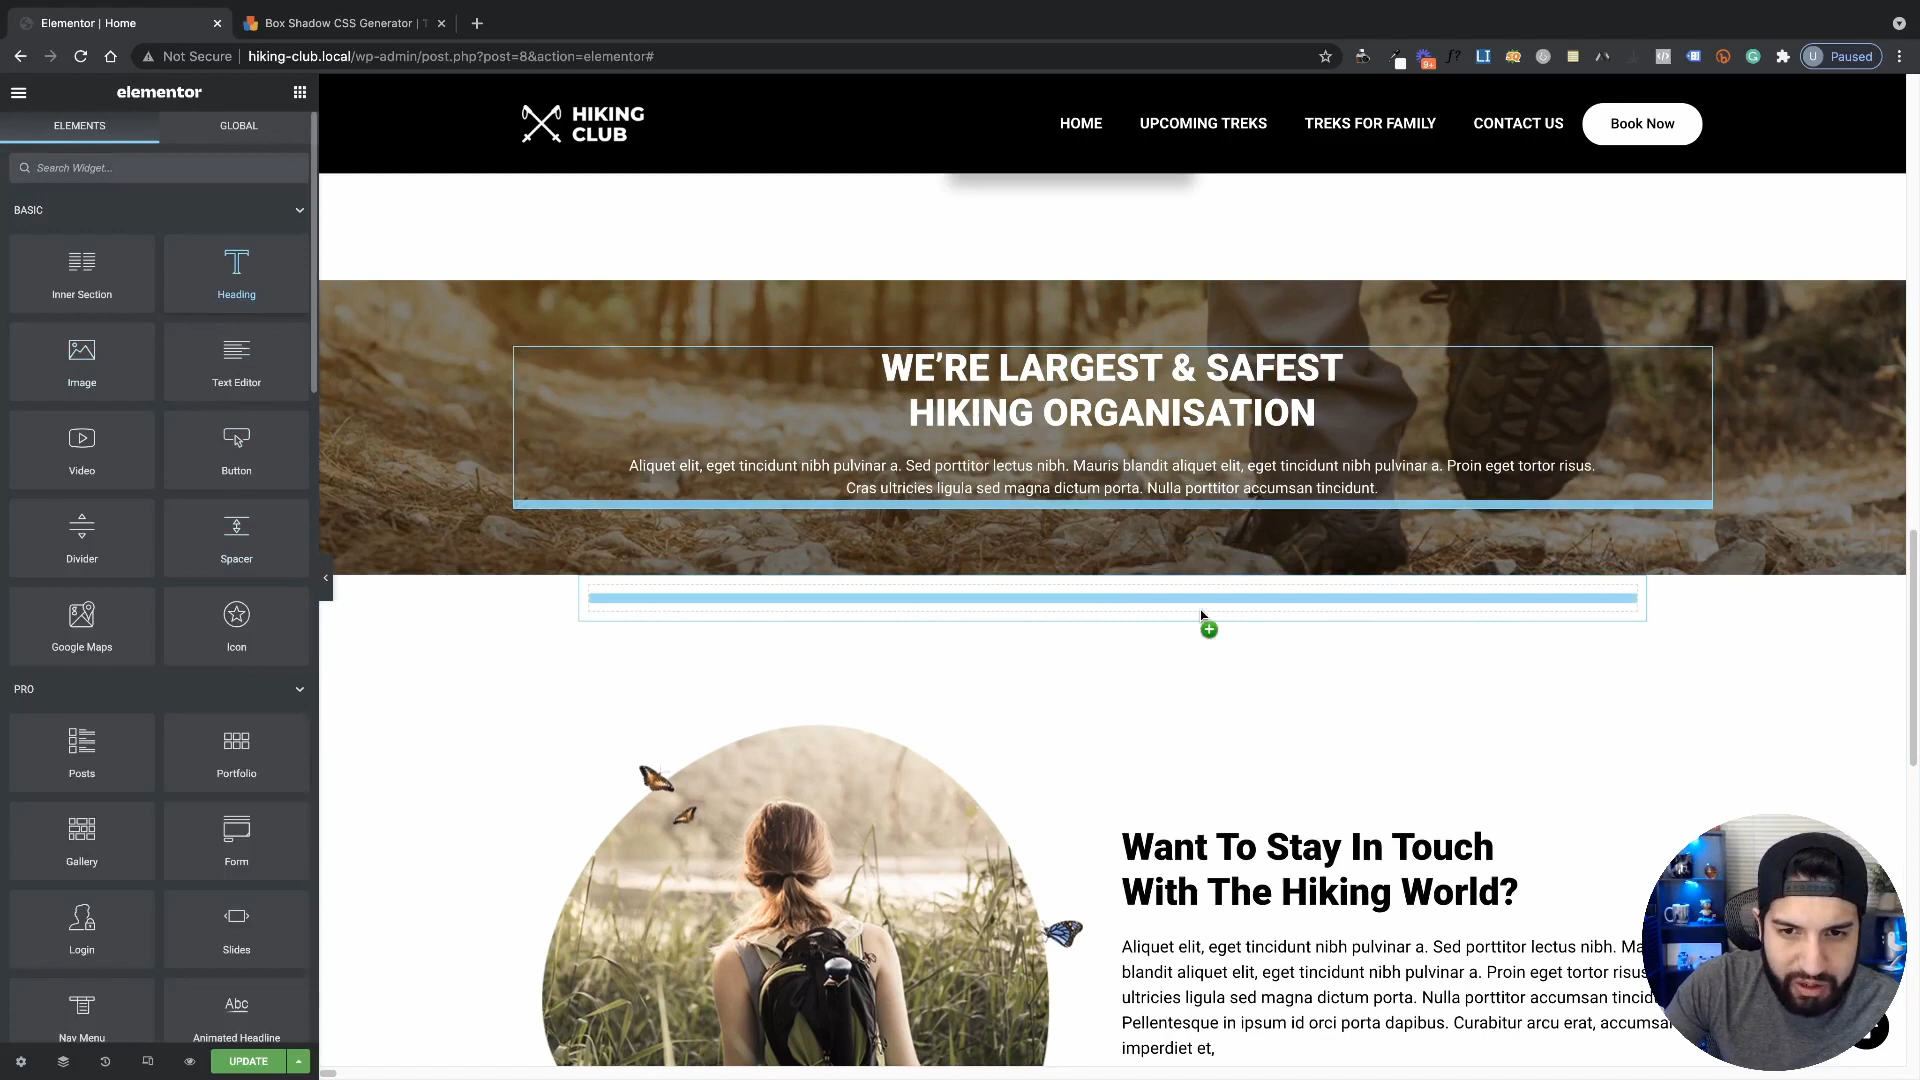 Elementor | Home
Box Shadow CSS Generator |
Not Secure
hiking-club.local/wp-admin/post.php?post=8&action=elementor#
9+
f?
LI
U
Paused
elementor
ELEMENTS
GLOBAL
Search Widget...
BASIC
Inner Section
Heading
Image
Text Editor
Video
Button
Divider
Spacer
Google Maps
Icon
PRO
Posts
Portfolio
Gallery
Form
Login
Slides
Nav Menu
Abc
Animated Headline
UPDATE
HIKING
CLUB
HOME
UPCOMING TREKS
TREKS FOR FAMILY
CONTACT US
Book Now
WE’RE LARGEST & SAFEST
HIKING ORGANISATION
Aliquet elit, eget tincidunt nibh pulvinar a. Sed porttitor lectus nibh. Mauris blandit aliquet elit, eget tincidunt nibh pulvinar a. Proin eget tortor risus.
Cras ultricies ligula sed magna dictum porta. Nulla porttitor accumsan tincidunt.
Want To Stay In Touch
With The Hiking World?
Aliquet elit, eget tincidunt nibh pulvinar a. Sed porttitor lectus nibh.
blandit aliquet elit, eget tincidunt nibh pulvinar a. Proin eget tortor risus
ultricies ligula sed magna dictum porta. Nulla porttitor accumsan
Pellentesque in ipsum id orci porta dapibus. Curabitur arcu erat,
imperdiet et,